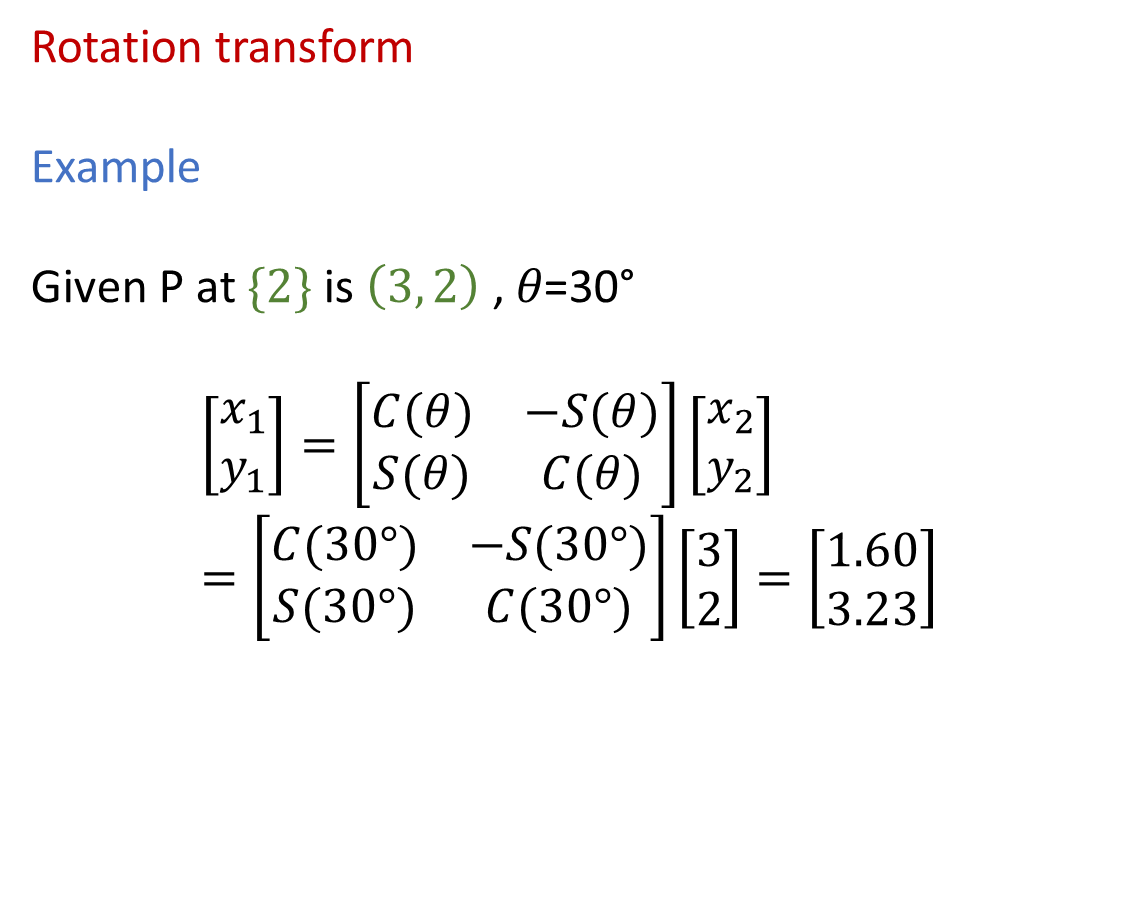 Rotation transform
Example
Given P at {2} is (3, 2) , θ=30°
[x₁ y₁] = [C(θ) −S(θ) S(θ) C(θ)] [x₂ y₂]
= [C(30°) −S(30°) S(30°) C(30°)] [3 2] = [1.60 3.23]